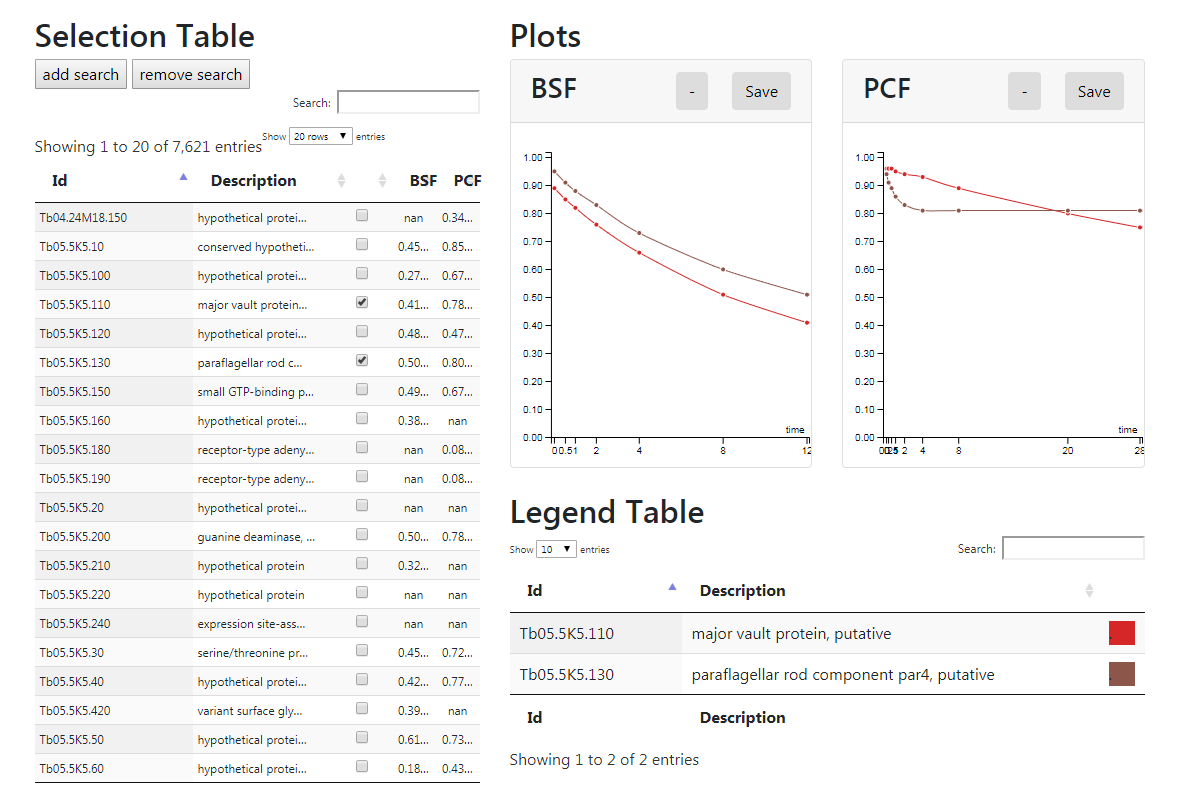 Selection Table
add search remove search
Search:
Show 20 rows entries
Showing 1 to 20 of 7,621 entries
Id Description BSF PCF
Tb04.24M18.150 hypothetical protei... nan 0.34...
Tb05.5K5.10 conserved hypotheti... 0.45... 0.85...
Tb05.5K5.100 hypothetical protei... 0.27... 0.67...
Tb05.5K5.110 major vault protein... 0.41... 0.78...
Tb05.5K5.120 hypothetical protei... 0.48... 0.47...
Tb05.5K5.130 paraflagellar rod c... 0.50... 0.80...
Tb05.5K5.150 small GTP-binding p... 0.49... 0.67...
Tb05.5K5.160 hypothetical protei... 0.38... nan
Tb05.5K5.180 receptor-type adeny... nan 0.08...
Tb05.5K5.190 receptor-type adeny... nan 0.08...
Tb05.5K5.20 hypothetical protei... nan nan
Tb05.5K5.200 guanine deaminase, ... 0.50... 0.78...
Tb05.5K5.210 hypothetical protein 0.32... nan
Tb05.5K5.220 hypothetical protein nan nan
Tb05.5K5.240 expression site-ass... nan nan
Tb05.5K5.30 serine/threonine pr... 0.45... 0.72...
Tb05.5K5.40 hypothetical protei... 0.42... 0.77...
Tb05.5K5.420 variant surface gly... 0.39... nan
Tb05.5K5.50 hypothetical protei... 0.61... 0.73...
Tb05.5K5.60 hypothetical protei... 0.18... 0.43...
Plots
BSF - Save
1.00
0.90
0.80
0.70
0.60
0.50
0.40
0.30
0.20
0.10
0.00
time
0 0.5 1 2 4 8 12
PCF - Save
1.00
0.90
0.80
0.70
0.60
0.50
0.40
0.30
0.20
0.10
0.00
time
2 4 8 20 28
Legend Table
Show 10 entries
Search:
Id Description
Tb05.5K5.110 major vault protein, putative
Tb05.5K5.130 paraflagellar rod component par4, putative
Id Description
Showing 1 to 2 of 2 entries